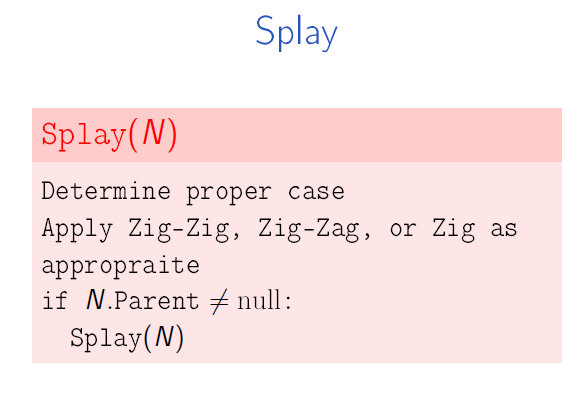 Splay
Splay(N)
Determine proper case
Apply Zig-Zig, Zig-Zag, or Zig as
appropraite
if N.Parent ≠ null:
Splay(N)